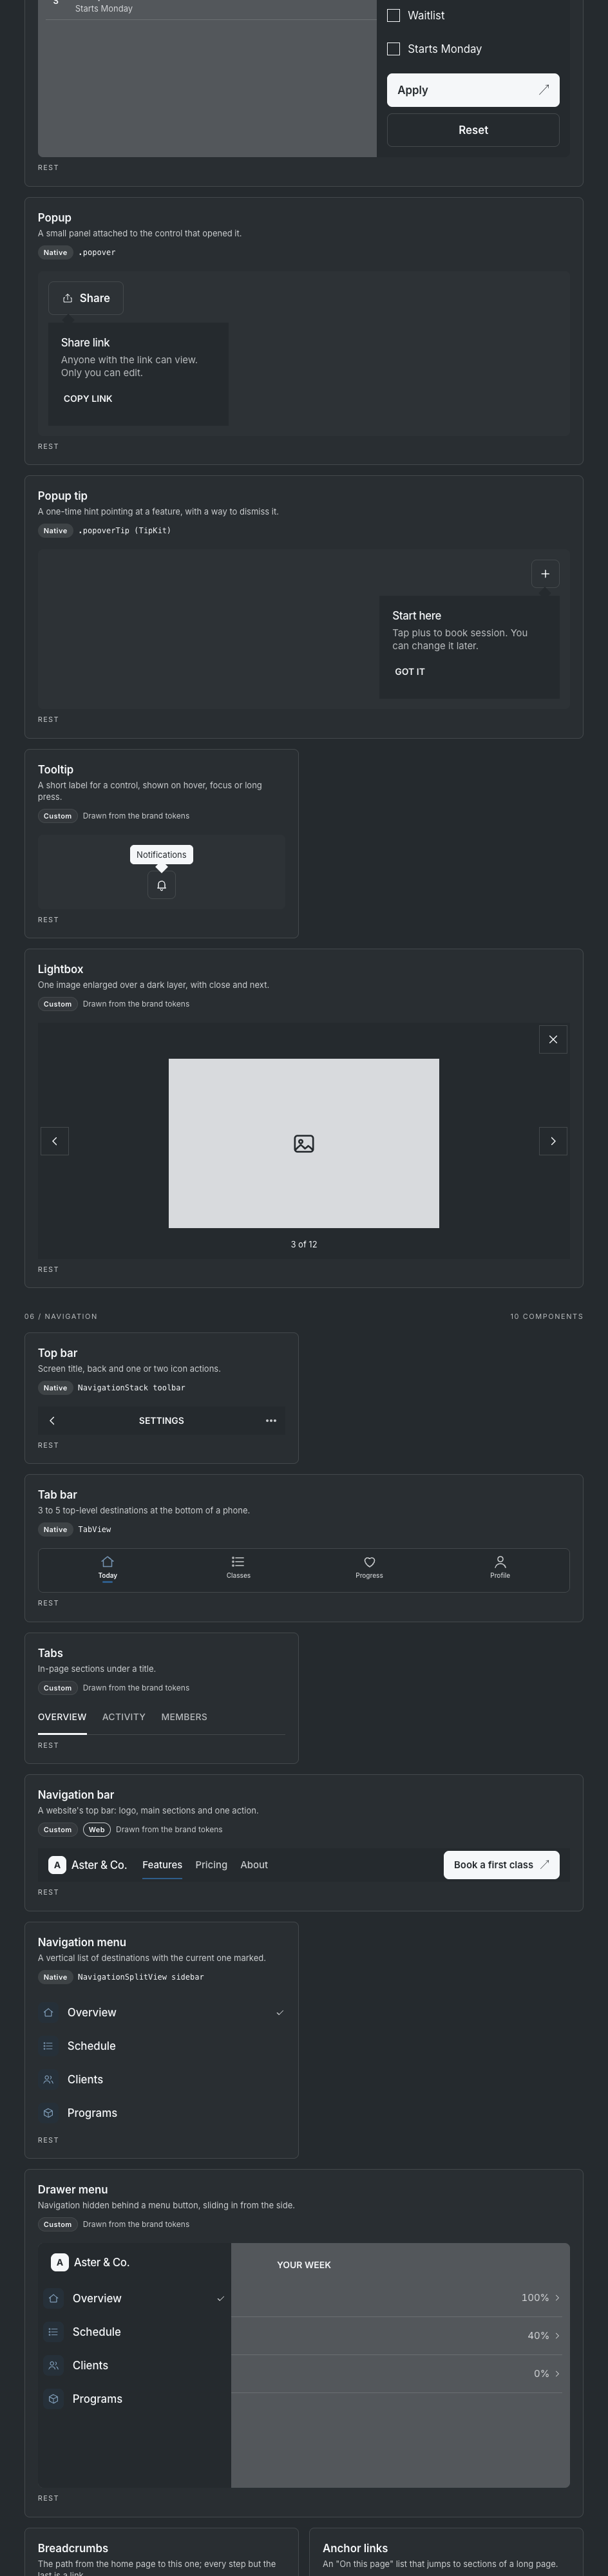 Starts Monday
Waitlist
Starts Monday
Apply
Reset
REST
Popup
A small panel attached to the control that opened it.
Native .popover
Share
Share link
Anyone with the link can view.
Only you can edit.
COPY LINK
REST
Popup tip
A one-time hint pointing at a feature, with a way to dismiss it.
Native .popoverTip (TipKit)
Start here
Tap plus to book session. You
can change it later.
GOT IT
REST
Tooltip
A short label for a control, shown on hover, focus or long
press.
Custom Drawn from the brand tokens
Notifications
REST
Lightbox
One image enlarged over a dark layer, with close and next.
Custom Drawn from the brand tokens
3 of 12
REST
06 / NAVIGATION
10 COMPONENTS
Top bar
Screen title, back and one or two icon actions.
Native NavigationStack toolbar
SETTINGS
REST
Tab bar
3 to 5 top-level destinations at the bottom of a phone.
Native TabView
Today Classes Progress Profile
REST
Tabs
In-page sections under a title.
Custom Drawn from the brand tokens
OVERVIEW ACTIVITY MEMBERS
REST
Navigation bar
A website's top bar: logo, main sections and one action.
Custom Web Drawn from the brand tokens
A Aster & Co. Features Pricing About Book a first class
REST
Navigation menu
A vertical list of destinations with the current one marked.
Native NavigationSplitView sidebar
Overview
Schedule
Clients
Programs
REST
Drawer menu
Navigation hidden behind a menu button, sliding in from the side.
Custom Drawn from the brand tokens
A Aster & Co.
Overview
Schedule
Clients
Programs
YOUR WEEK
100%
40%
0%
REST
Breadcrumbs
The path from the home page to this one; every step but the
last is a link.
Anchor links
An "On this page" list that jumps to sections of a long page.